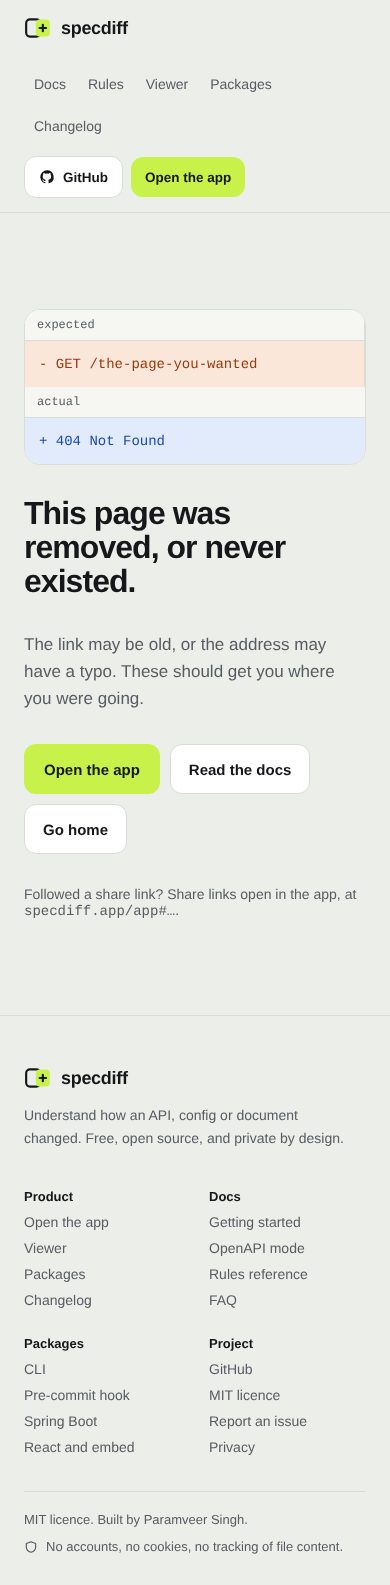 specdiff
Docs Rules Viewer Packages
Changelog
GitHub Open the app
expected
- GET /the-page-you-wanted
actual
+ 404 Not Found
This page was
removed, or never
existed.
The link may be old, or the address may
have a typo. These should get you where
you were going.
Open the app Read the docs
Go home
Followed a share link? Share links open in the app, at
specdiff.app/app#….
specdiff
Understand how an API, config or document
changed. Free, open source, and private by design.
Product Docs
Open the app Getting started
Viewer OpenAPI mode
Packages Rules reference
Changelog FAQ
Packages Project
CLI GitHub
Pre-commit hook MIT licence
Spring Boot Report an issue
React and embed Privacy
MIT licence. Built by Paramveer Singh.
No accounts, no cookies, no tracking of file content.